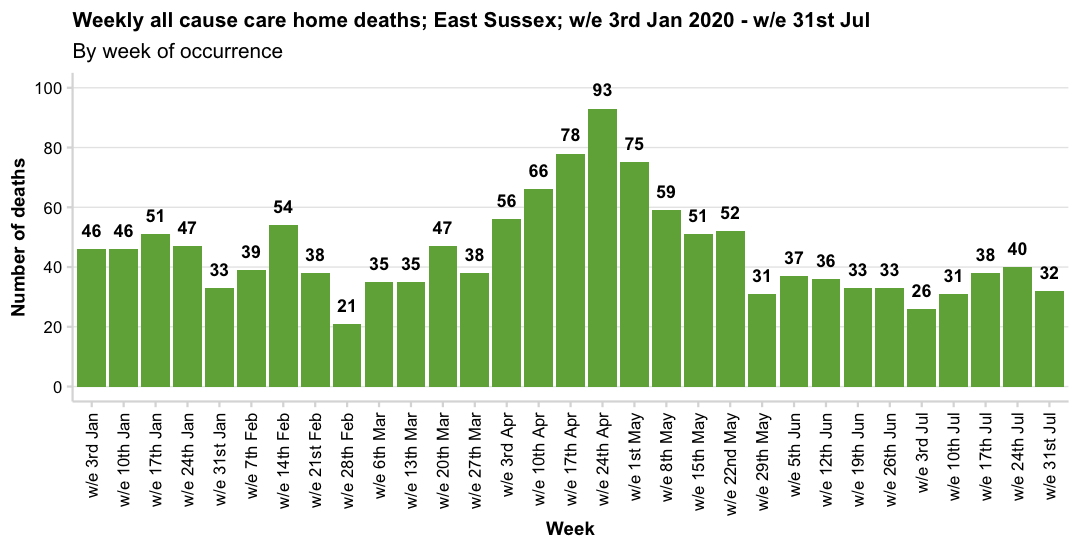 Weekly all cause care home deaths; East Sussex; w/e 3rd Jan 2020 - w/e 31st Jul
By week of occurrence
Number of deaths
100
80
60
40
20
0
46
46
51
47
33
39
54
38
21
35
35
47
38
56
66
78
93
75
59
51
52
31
37
36
33
33
26
31
38
40
32
w/e 3rd Jan
w/e 10th Jan
w/e 17th Jan
w/e 24th Jan
w/e 31st Jan
w/e 7th Feb
w/e 14th Feb
w/e 21st Feb
w/e 28th Feb
w/e 6th Mar
w/e 13th Mar
w/e 20th Mar
w/e 27th Mar
w/e 3rd Apr
w/e 10th Apr
w/e 17th Apr
w/e 24th Apr
w/e 1st May
w/e 8th May
w/e 15th May
w/e 22nd May
w/e 29th May
w/e 5th Jun
w/e 12th Jun
w/e 19th Jun
w/e 26th Jun
w/e 3rd Jul
w/e 10th Jul
w/e 17th Jul
w/e 24th Jul
w/e 31st Jul
Week